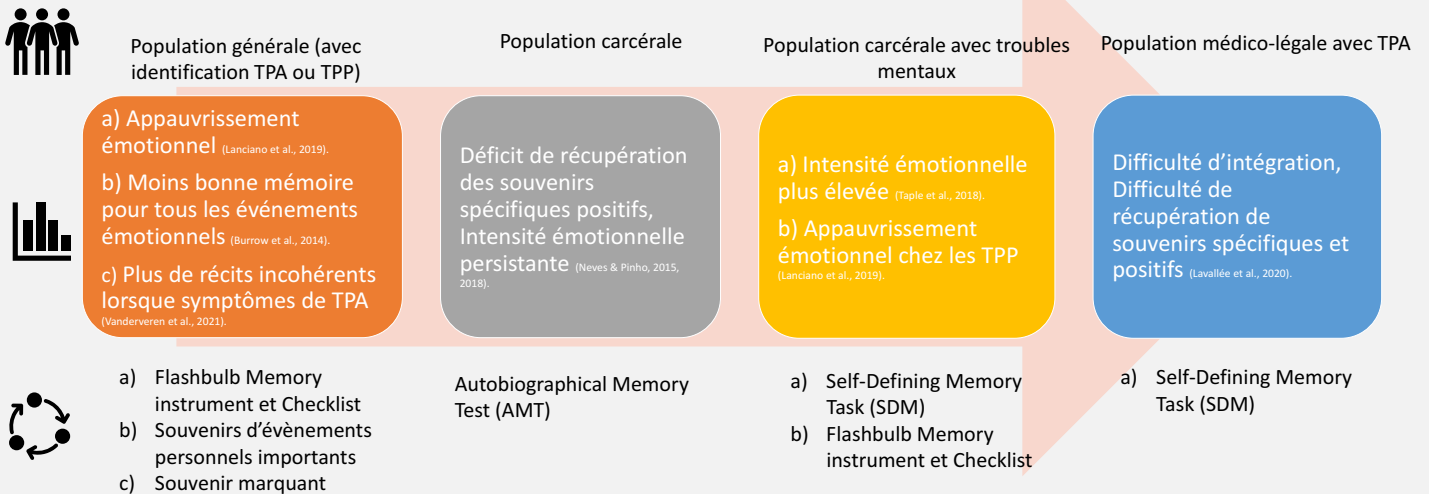 Population générale (avec
identification TPA ou TPP)
a) Appauvrissement
émotionnel (Lanciano et al., 2019).
b) Moins bonne mémoire
pour tous les événements
émotionnels (Burrow et al., 2014).
c) Plus de récits incohérents
lorsque symptômes de TPA
(Vanderveren et al., 2021).
a) Flashbulb Memory
instrument et Checklist
b) Souvenirs d’évènements
personnels importants
c) Souvenir marquant
Population carcérale
Déficit de récupération
des souvenirs
spécifiques positifs,
Intensité émotionnelle
persistante (Neves & Pinho, 2015,
2018).
Autobiographical Memory
Test (AMT)
Population carcérale avec troubles
mentaux
a) Intensité émotionnelle
plus élevée (Taple et al., 2018).
b) Appauvrissement
émotionnel chez les TPP
(Lanciano et al., 2019).
a) Self-Defining Memory
Task (SDM)
b) Flashbulb Memory
instrument et Checklist
Population médico-légale avec TPA
Difficulté d’intégration,
Difficulté de
récupération de
souvenirs spécifiques et
positifs (Lavallée et al., 2020).
a) Self-Defining Memory
Task (SDM)